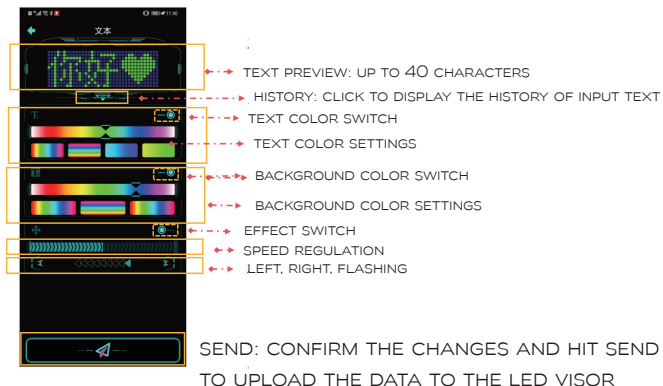 11:40
文本
你好
TEXT PREVIEW: UP TO 40 CHARACTERS
HISTORY: CLICK TO DISPLAY THE HISTORY OF INPUT TEXT
TEXT COLOR SWITCH
TEXT COLOR SETTINGS
BACKGROUND COLOR SWITCH
BACKGROUND COLOR SETTINGS
EFFECT SWITCH
SPEED REGULATION
LEFT, RIGHT, FLASHING
SEND: CONFIRM THE CHANGES AND HIT SEND
TO UPLOAD THE DATA TO THE LED VISOR